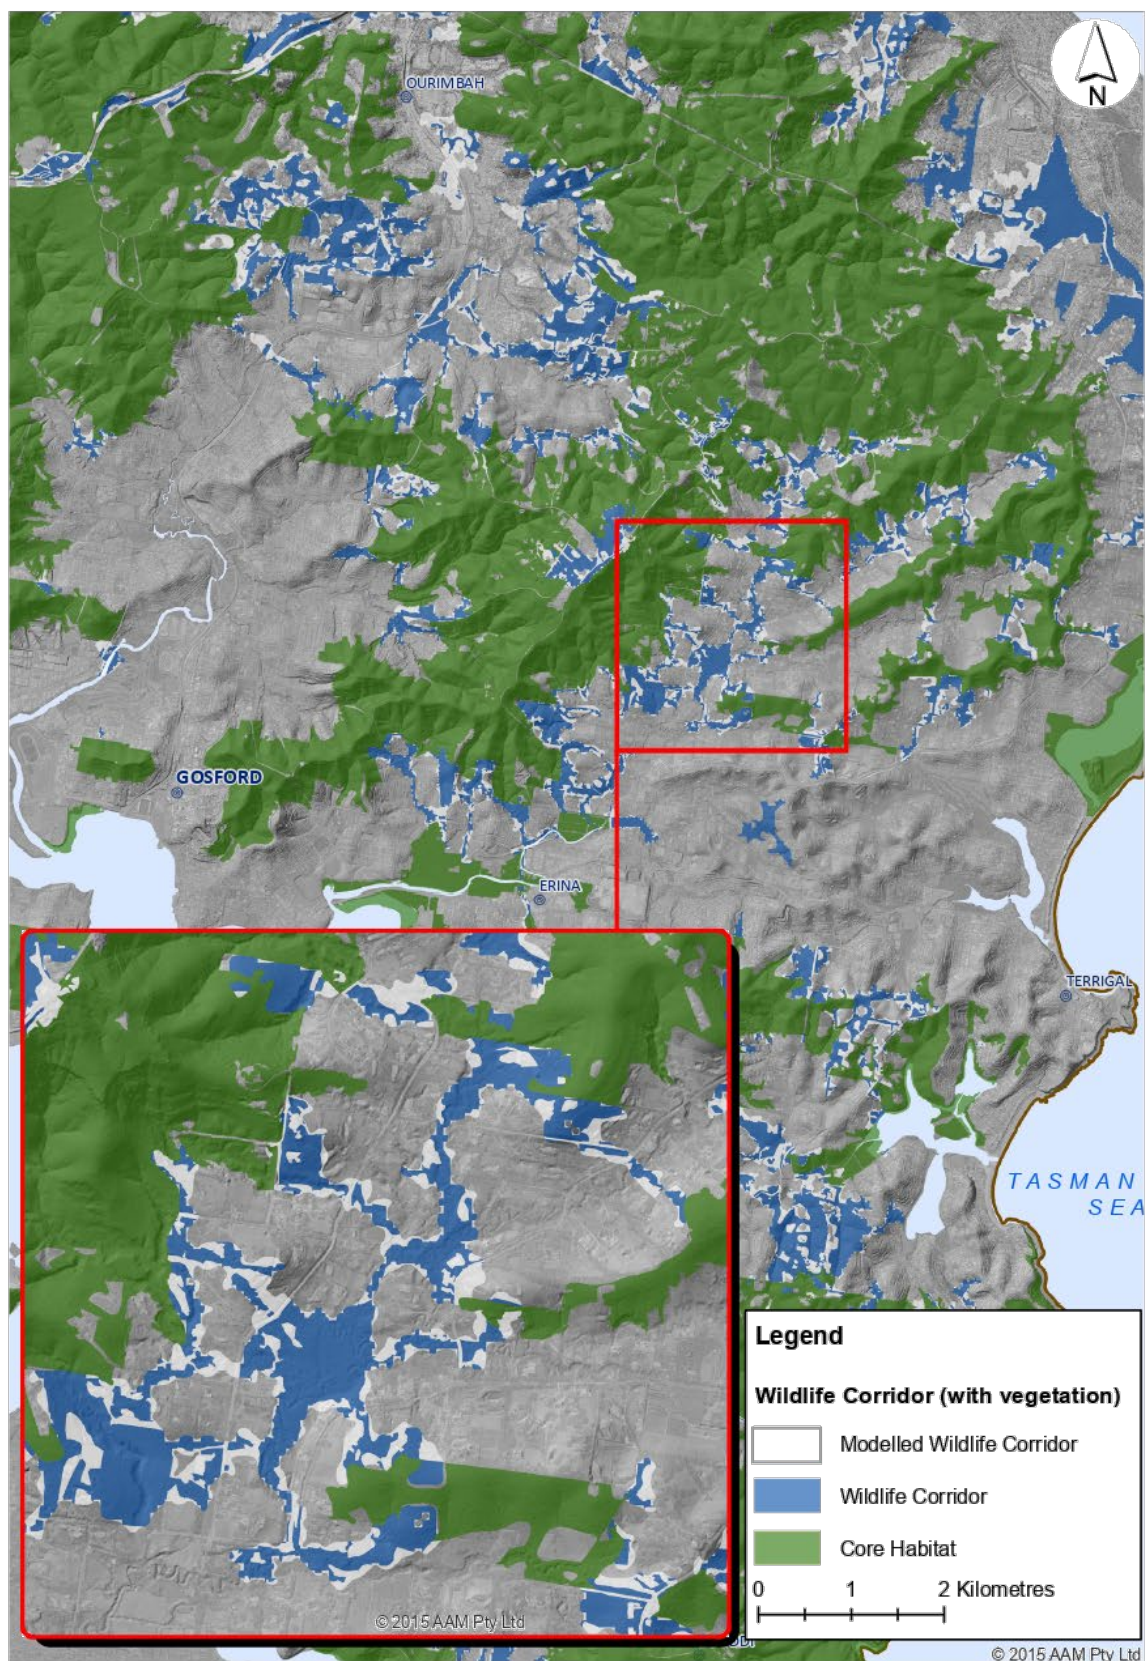 N
OURIMBAH
GOSFORD
ERINA
TERRIGAL
TASMAN
SEA
Legend
Wildlife Corridor (with vegetation)
Modelled Wildlife Corridor
Wildlife Corridor
Core Habitat
0 1 2 Kilometres
© 2015 AAM Pty Ltd
© 2015 AAM Pty Ltd